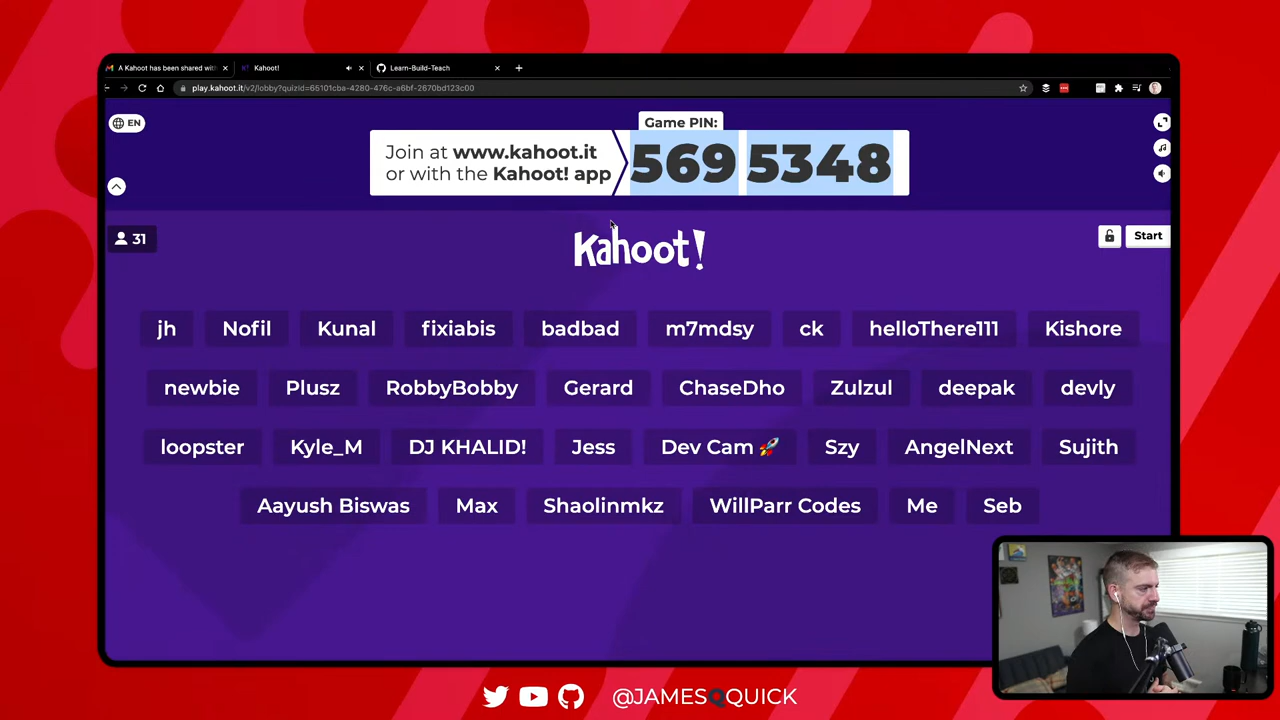 A Kahoot has been shared with
Kahoot!
Learn-Build-Teach
play.kahoot.it/v2/lobby?quizId=65101cba-4280-476c-a6bf-2670bd123c00
EN
Game PIN:
Join at www.kahoot.it
or with the Kahoot! app
569 5348
31
Kahoot!
Start
jh Nofil Kunal fixiabis badbad m7mdsy ck helloThere111 Kishore
newbie Plusz RobbyBobby Gerard ChaseDho Zulzul deepak devly
loopster Kyle_M DJ KHALID! Jess Dev Cam 🚀 Szy AngelNext Sujith
Aayush Biswas Max Shaolinmkz WillParr Codes Me Seb
@JAMESQQUICK